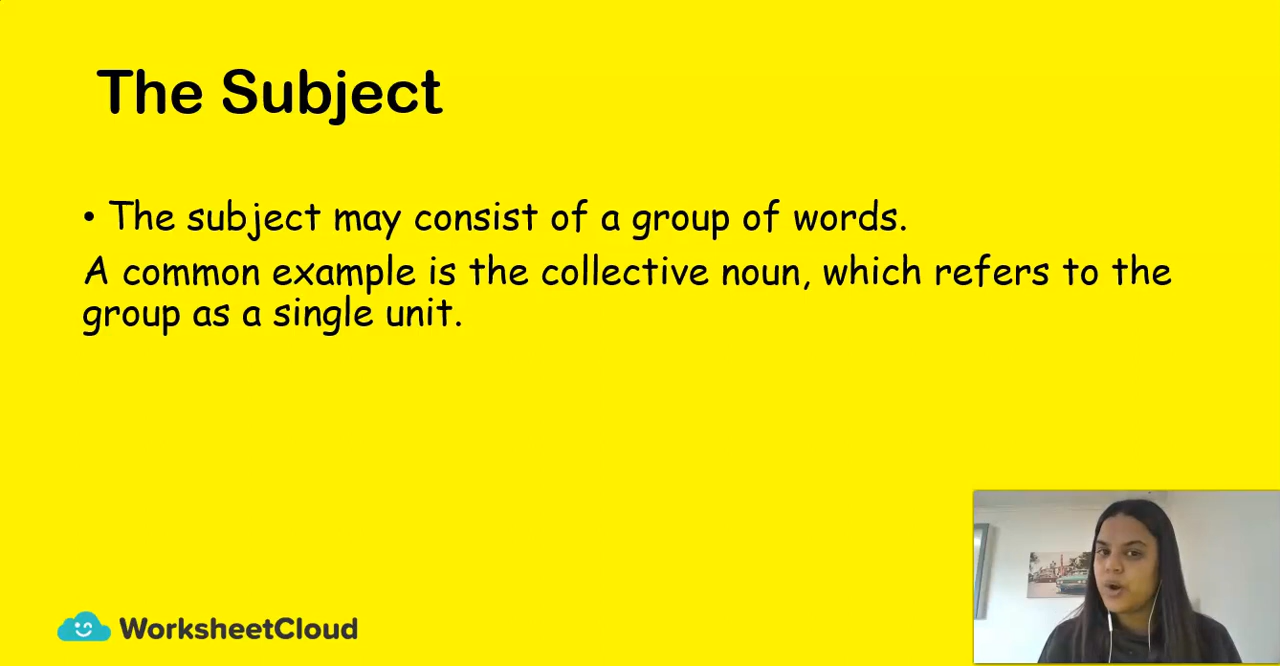 The Subject
• The subject may consist of a group of words.
A common example is the collective noun, which refers to the
group as a single unit.
WorksheetCloud